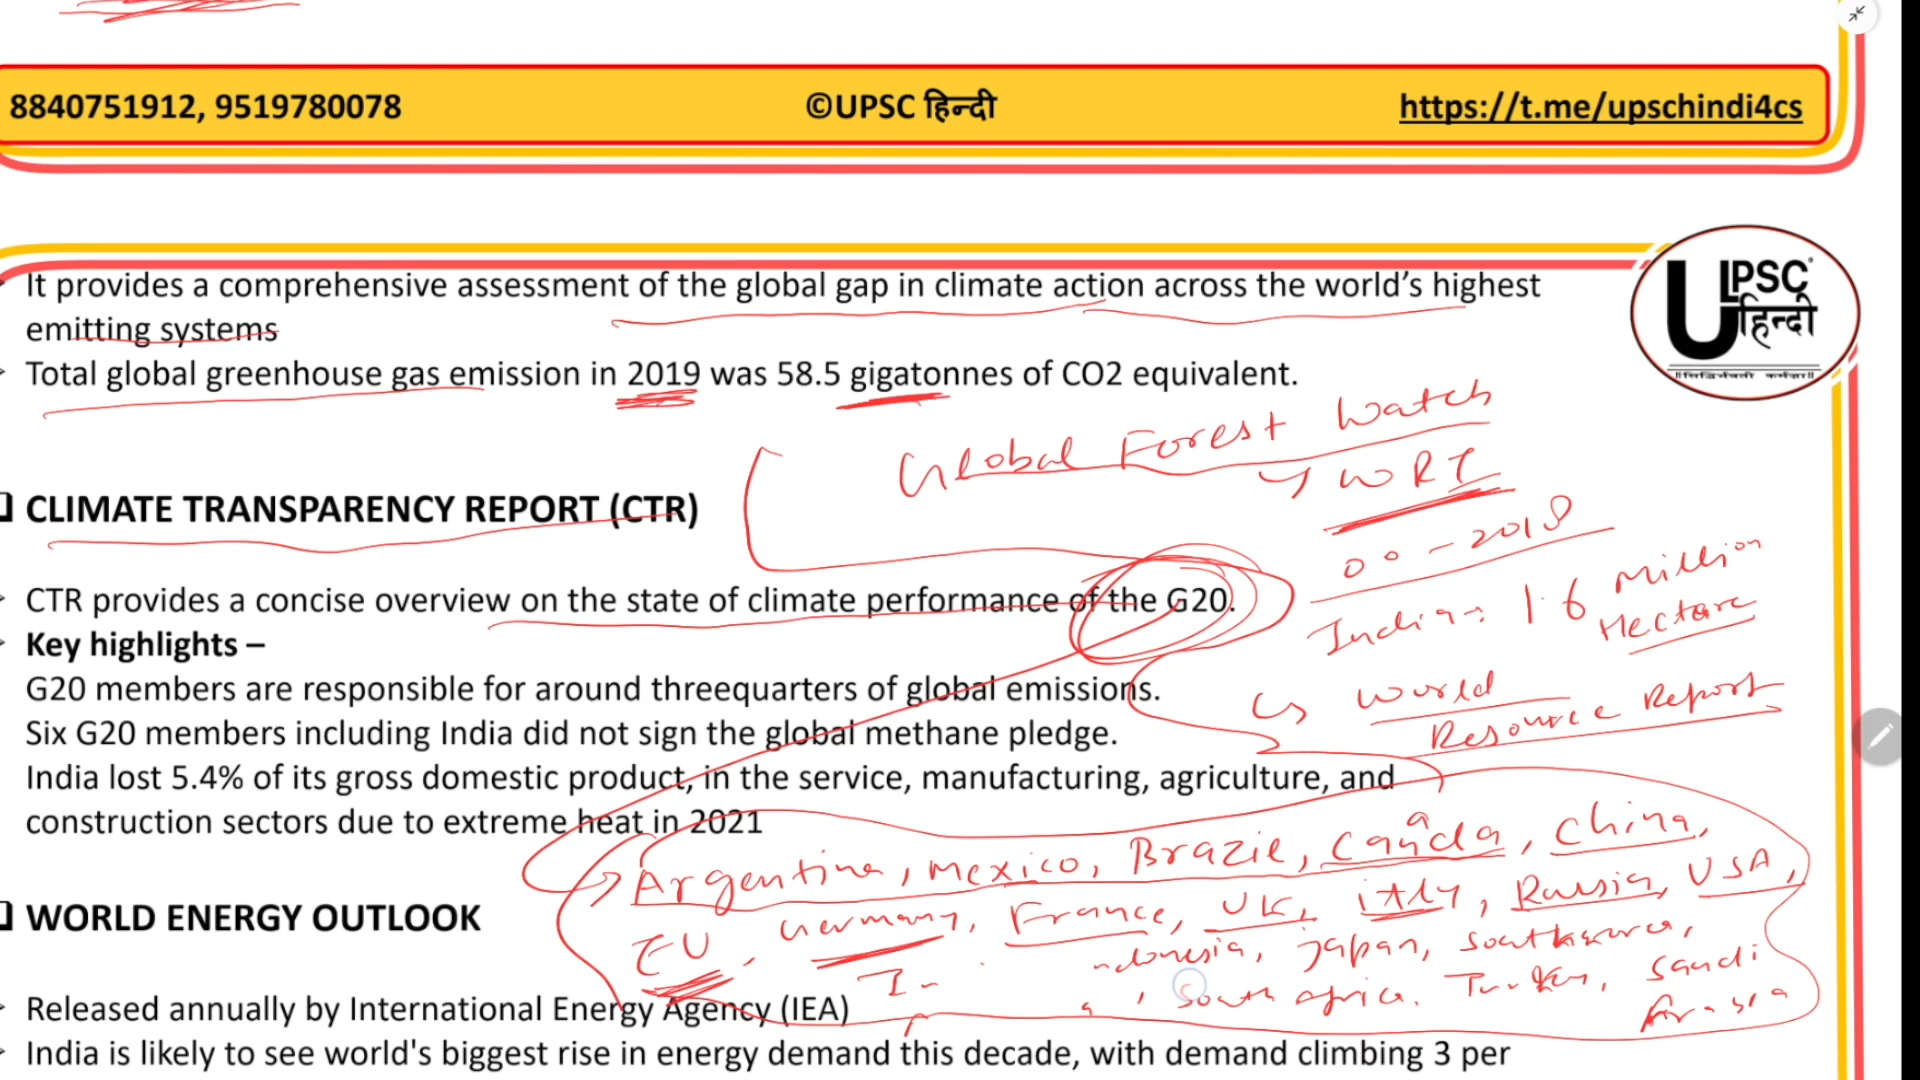 8840751912, 9519780078
©UPSC हिन्दी
https://t.me/upschindi4cs
UPSC
हिन्दी
It provides a comprehensive assessment of the global gap in climate action across the world’s highest
emitting systems
Total global greenhouse gas emission in 2019 was 58.5 gigatonnes of CO2 equivalent.
Global Forest Watch
WRI
CLIMATE TRANSPARENCY REPORT (CTR)
00 - 2018
India: 1.6 Million
Hectare
CTR provides a concise overview on the state of climate performance of the G20.
Key highlights –
World
Resource Report
G20 members are responsible for around threequarters of global emissions.
Six G20 members including India did not sign the global methane pledge.
India lost 5.4% of its gross domestic product, in the service, manufacturing, agriculture, and
construction sectors due to extreme heat in 2021
Argentina, Mexico, Brazil, Canada, China,
EU, Germany, France, UK, Itly, Russia, USA,
ndonesia, Japan, South Korea,
South Africa. Turkey, Saudi
Arabia
WORLD ENERGY OUTLOOK
Released annually by International Energy Agency (IEA)
India is likely to see world's biggest rise in energy demand this decade, with demand climbing 3 per